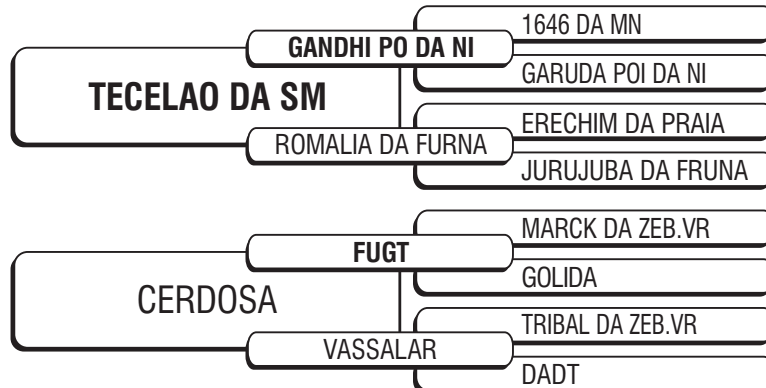 1646 DA MN
GANDHI PO DA NI
GARUDA POI DA NI
TECELAO DA SM
ERECHIM DA PRAIA
ROMALIA DA FURNA
JURUJUBA DA FRUNA
MARCK DA ZEB.VR
FUGT
GOLIDA
CERDOSA
TRIBAL DA ZEB.VR
VASSALAR
DADT